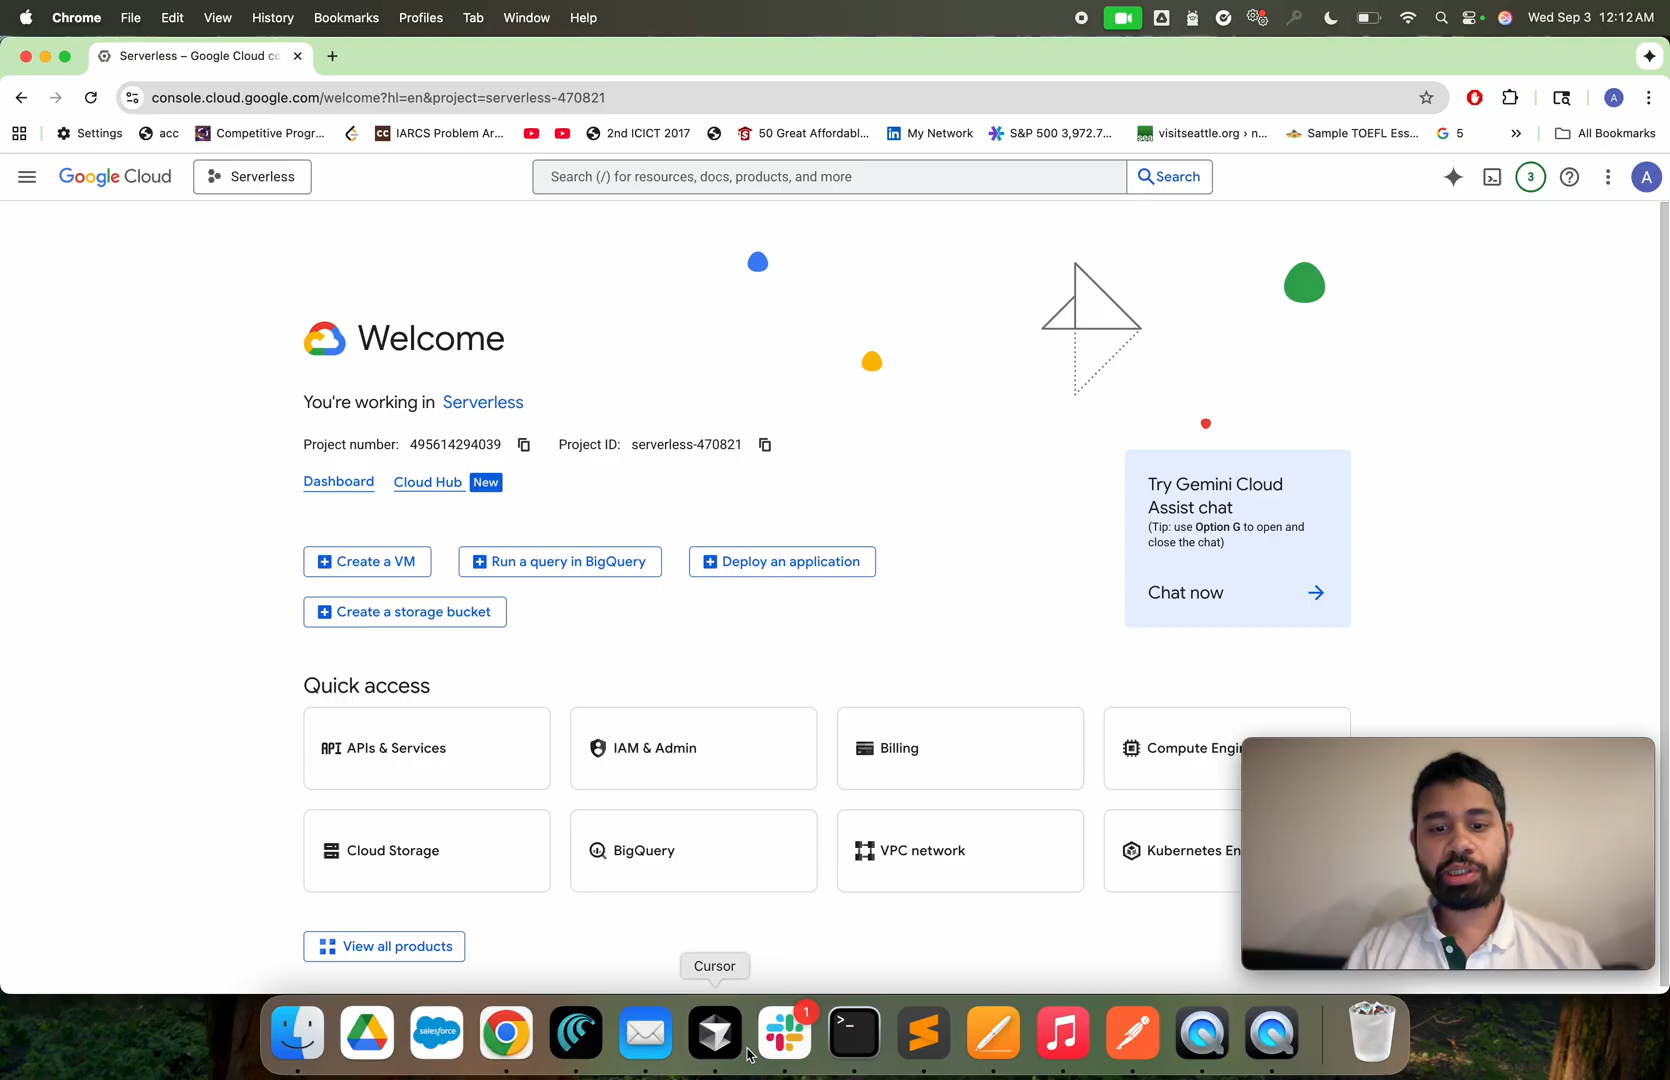 Chrome File Edit View History Bookmarks Profiles Tab Window Help Wed Sep 3 12:12 AM
Serverless – Google Cloud co
console.cloud.google.com/welcome?hl=en&project=serverless-470821 A
Settings acc Competitive Progr... CC IARCS Problem Ar... 2nd ICICT 2017 50 Great Affordabl... My Network S&P 500 3,972.7... visitseattle.org › n... Sample TOEFL Ess... G 5 » All Bookmarks
Google Cloud Serverless Search (/) for resources, docs, products, and more Search 3 A
Welcome
You're working in Serverless
Project number: 495614294039 Project ID: serverless-470821
Dashboard Cloud Hub New
Try Gemini Cloud
Assist chat
(Tip: use Option G to open and
close the chat)
Chat now
Create a VM Run a query in BigQuery Deploy an application
Create a storage bucket
Quick access
API APIs & Services IAM & Admin Billing Compute Engi
Cloud Storage BigQuery VPC network Kubernetes En
View all products
Cursor
salesforce
1